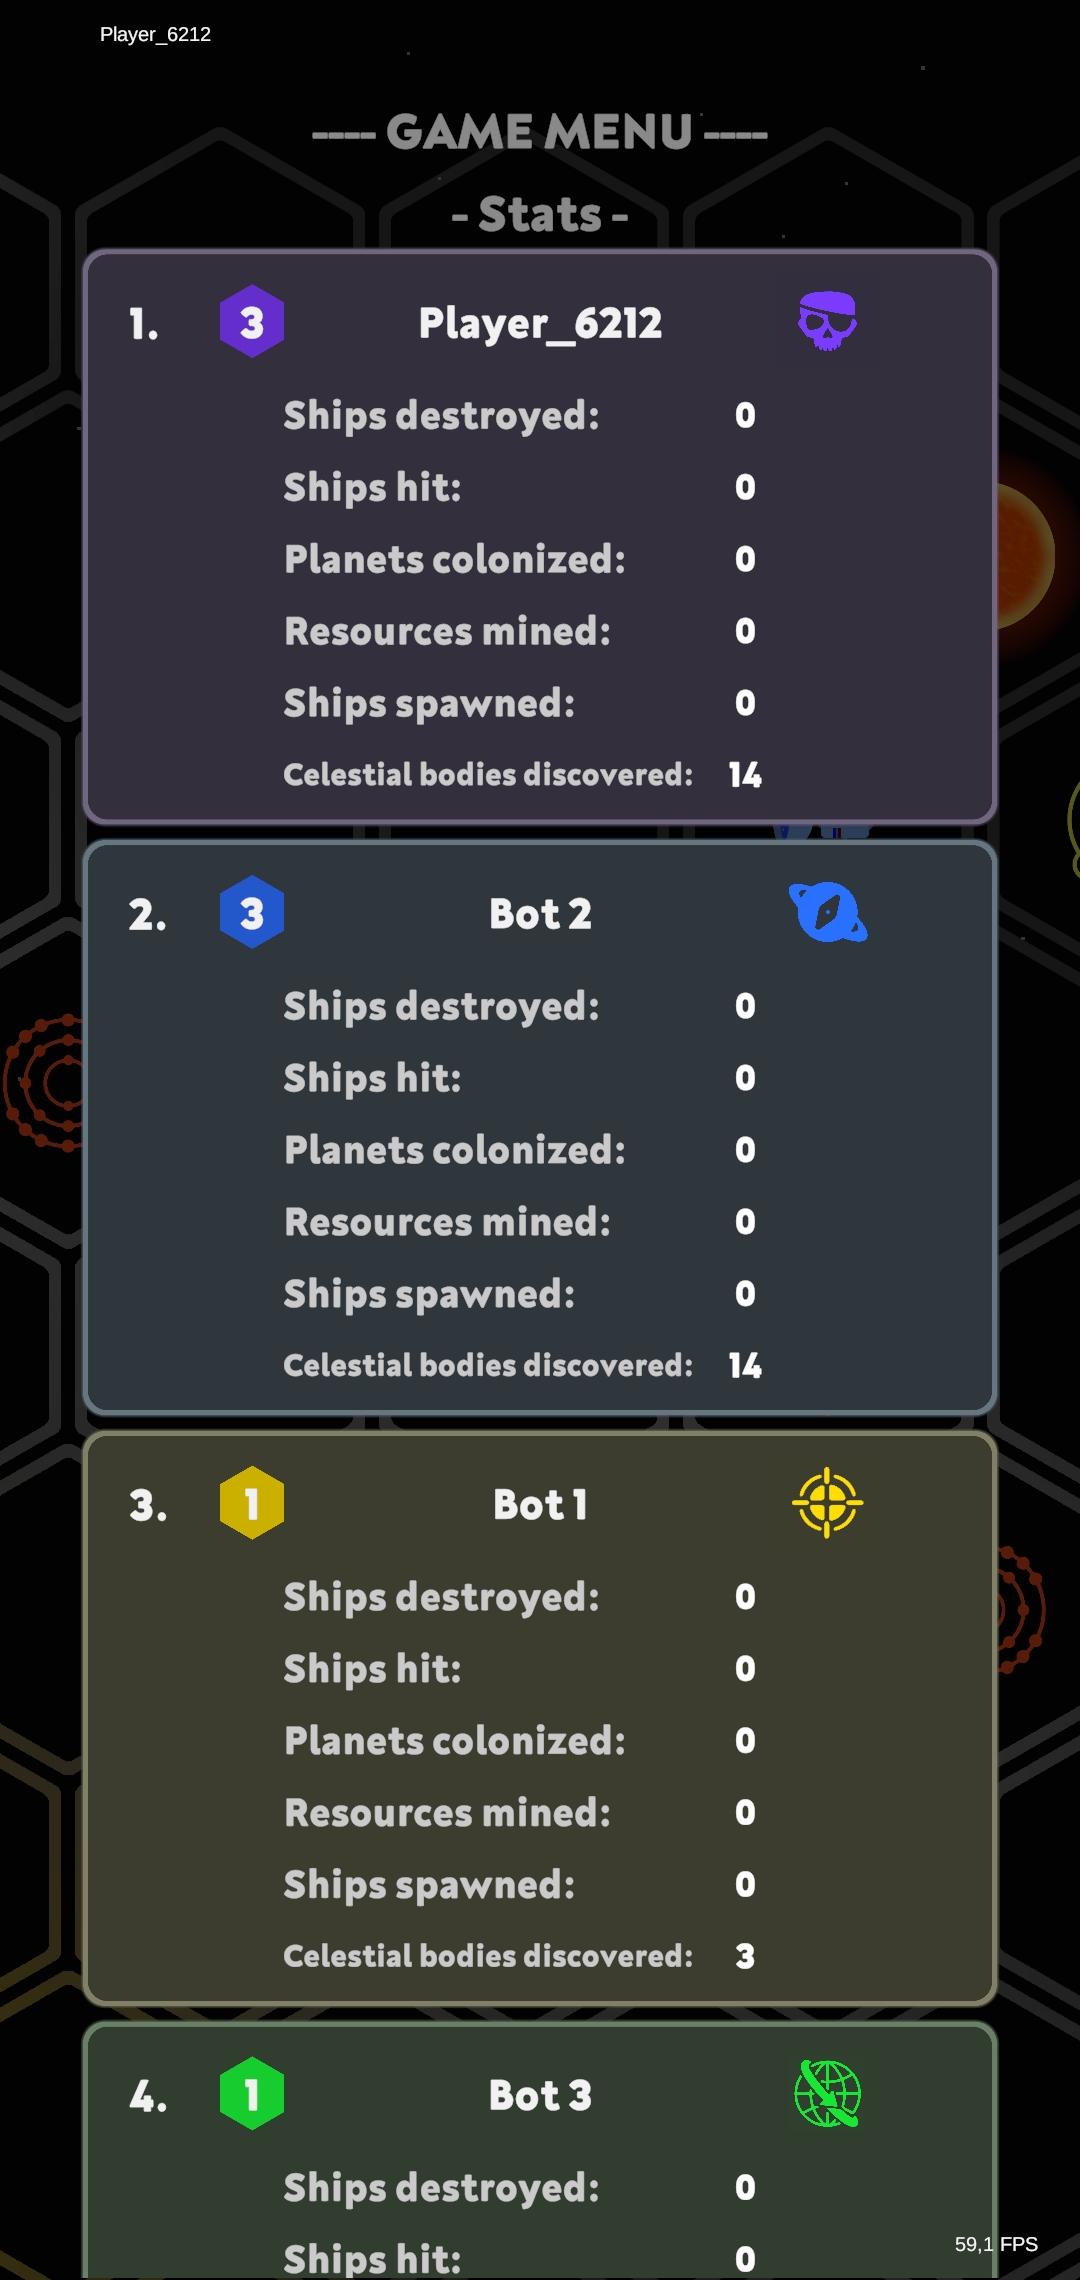 Player_6212
---- GAME MENU ----
- Stats -
1. 3 Player_6212
Ships destroyed: 0
Ships hit: 0
Planets colonized: 0
Resources mined: 0
Ships spawned: 0
Celestial bodies discovered: 14
2. 3 Bot 2
Ships destroyed: 0
Ships hit: 0
Planets colonized: 0
Resources mined: 0
Ships spawned: 0
Celestial bodies discovered: 14
3. 1 Bot 1
Ships destroyed: 0
Ships hit: 0
Planets colonized: 0
Resources mined: 0
Ships spawned: 0
Celestial bodies discovered: 3
4. 1 Bot 3
Ships destroyed: 0
Ships hit: 0
59,1 FPS